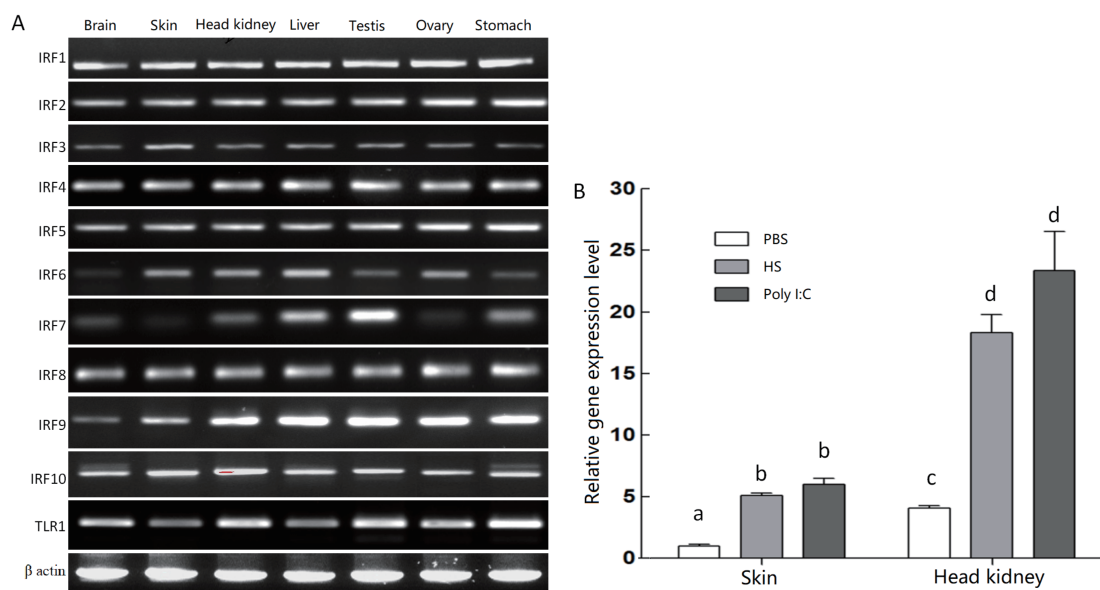 A
Brain Skin Head kidney Liver Testis Ovary Stomach
IRF1
IRF2
IRF3
IRF4
IRF5
IRF6
IRF7
IRF8
IRF9
IRF10
TLR1
β actin
B
Relative gene expression level
30
25
20
15
10
5
0
PBS
HS
Poly I:C
a
b
b
c
d
d
Skin
Head kidney